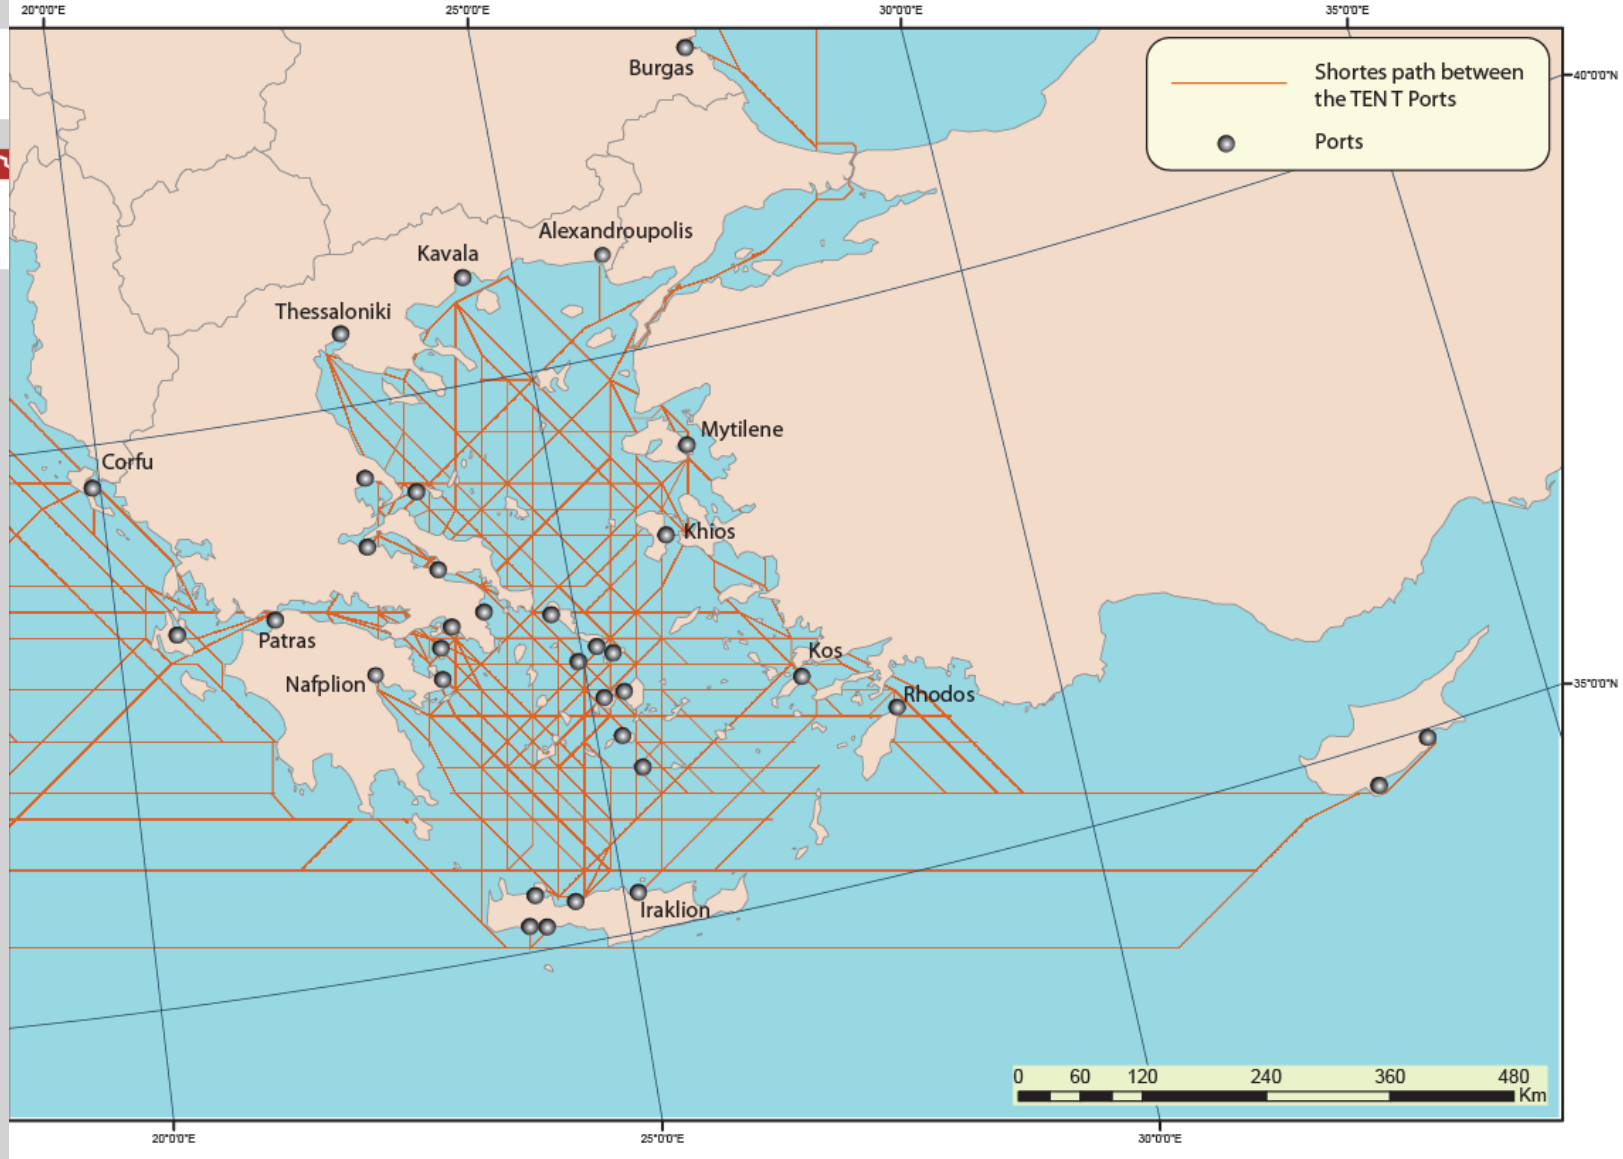 20°0'0"E
25°0'0"E
30°0'0"E
35°0'0"E
Burgas
Shortes path between
the TEN T Ports
Ports
40°0'0"N
Alexandroupolis
Kavala
Thessaloniki
Mytilene
Corfu
Khios
Patras
Kos
Nafplion
Rhodos
35°0'0"N
Iraklion
0 60 120 240 360 480
Km
20°0'0"E
25°0'0"E
30°0'0"E